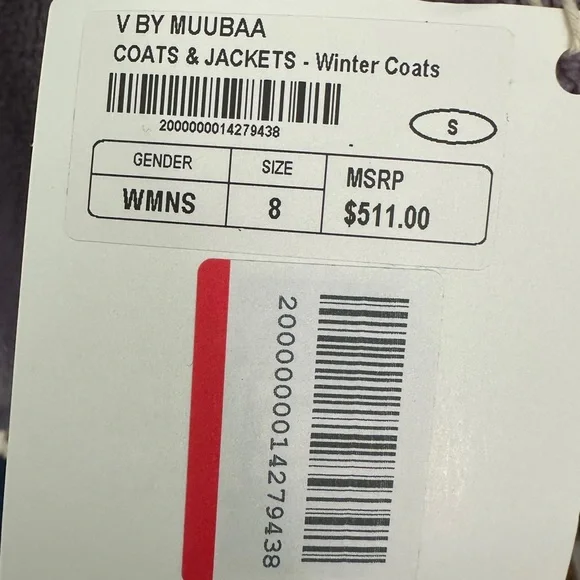 V BY MUUBAA
COATS & JACKETS - Winter Coats
2000000014279438
S
GENDER SIZE MSRP
WMNS 8 $511.00
2000000014279438